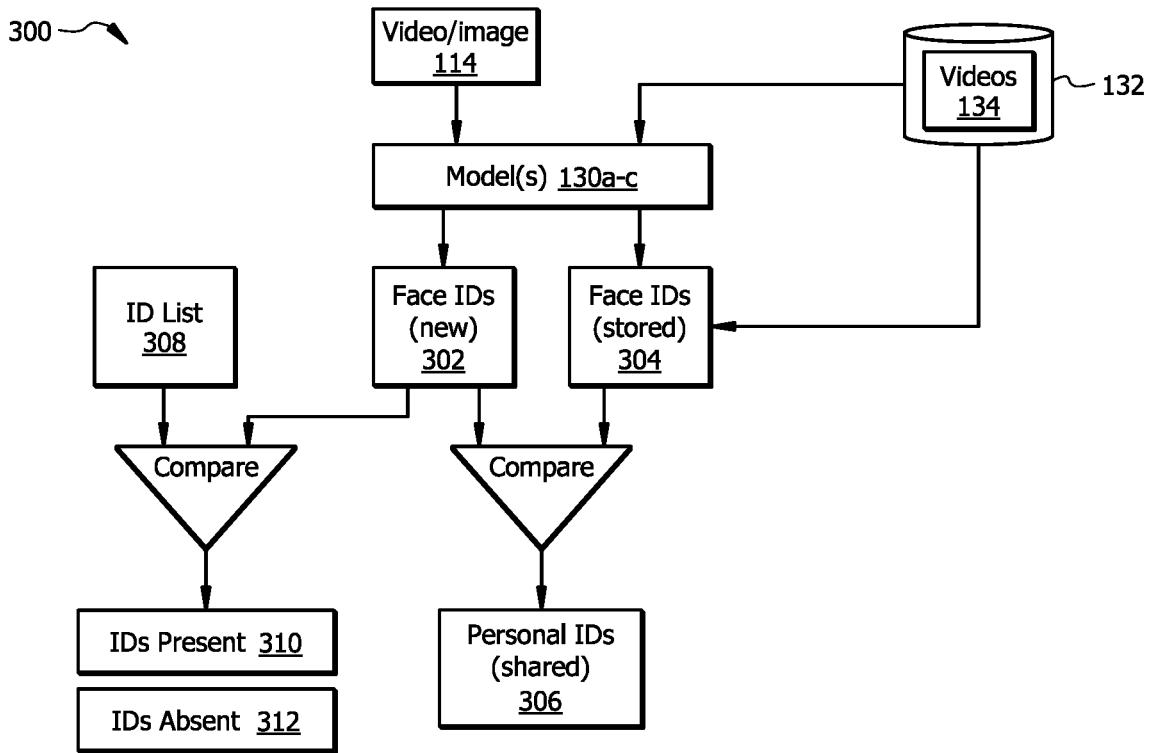 300
Video/image
114
Videos
134
132
Model(s) 130a-c
ID List
308
Face IDs
(new)
302
Face IDs
(stored)
304
Compare
Compare
IDs Present 310
IDs Absent 312
Personal IDs
(shared)
306